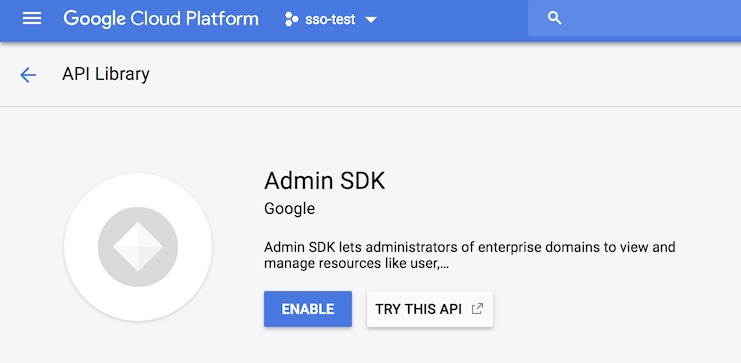 Google Cloud Platform sso-test
API Library
Admin SDK
Google
Admin SDK lets administrators of enterprise domains to view and
manage resources like user,...
ENABLE TRY THIS API